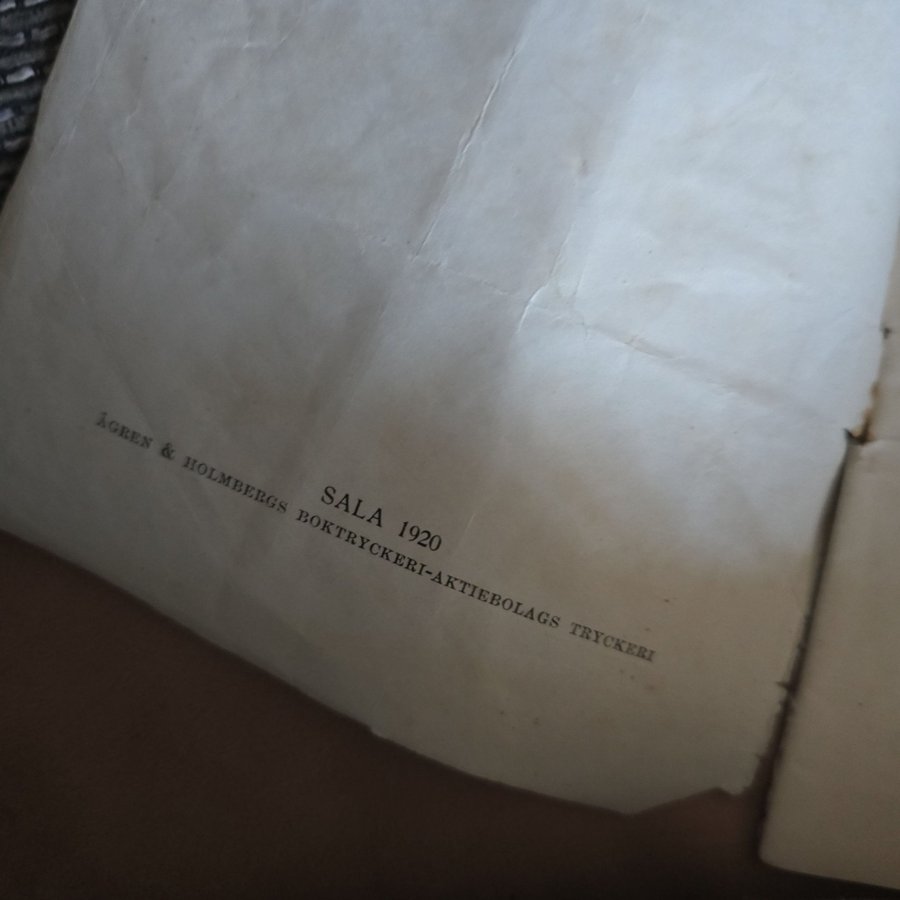 SALA 1920
ÅGREN & HOLMBERGS BOKTRYCKERI-AKTIEBOLAGS TRYCKERI